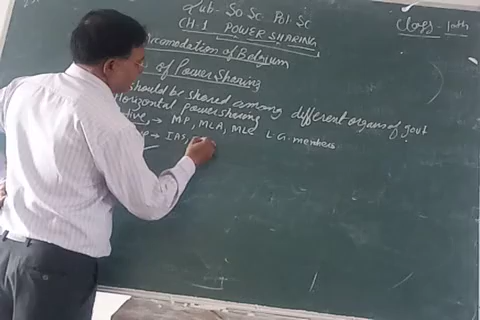 Sub- So Sc. Pol. Sc
Class - 10th
CH-1 POWER SHARING
of Belgium
of Power Sharing
should be shared among different organs of govt
Horizontal power sharing
→ MP, MLA, MLC L.G. members
→ IAS,